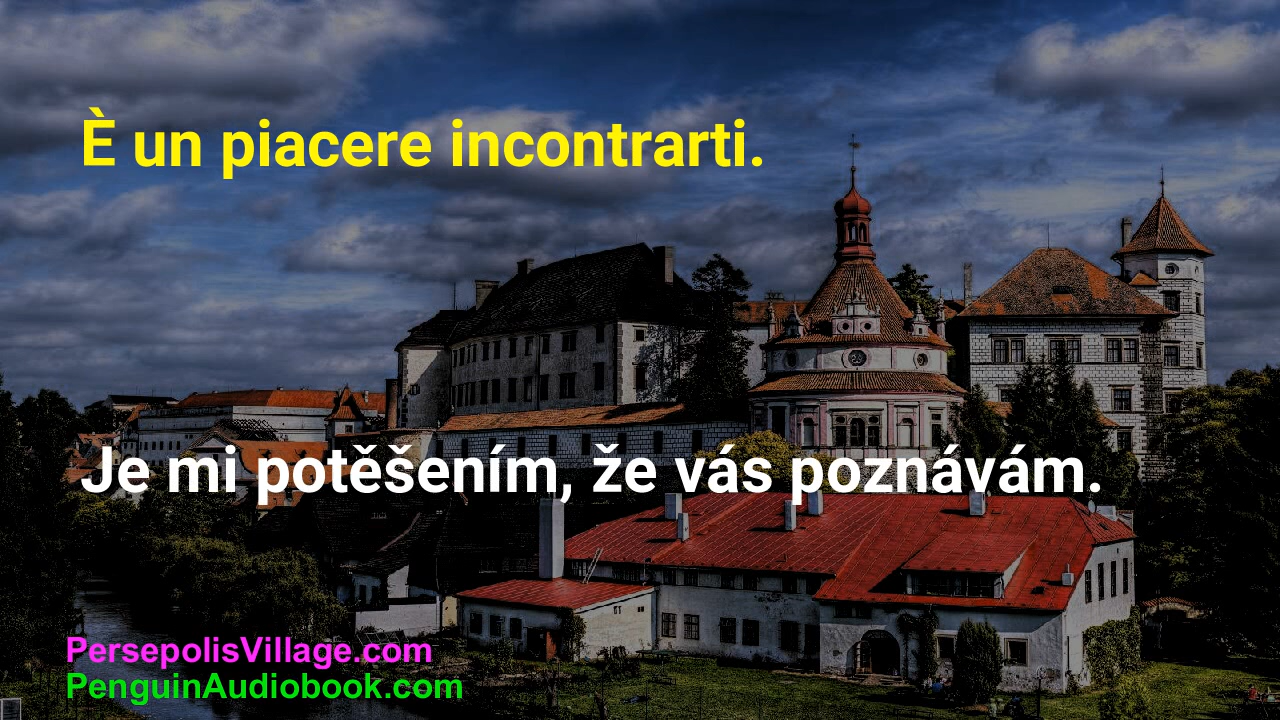 È un piacere incontrarti.
Je mi potěšením, že vás poznávám.
PersepolisVillage.com
PenguinAudiobook.com